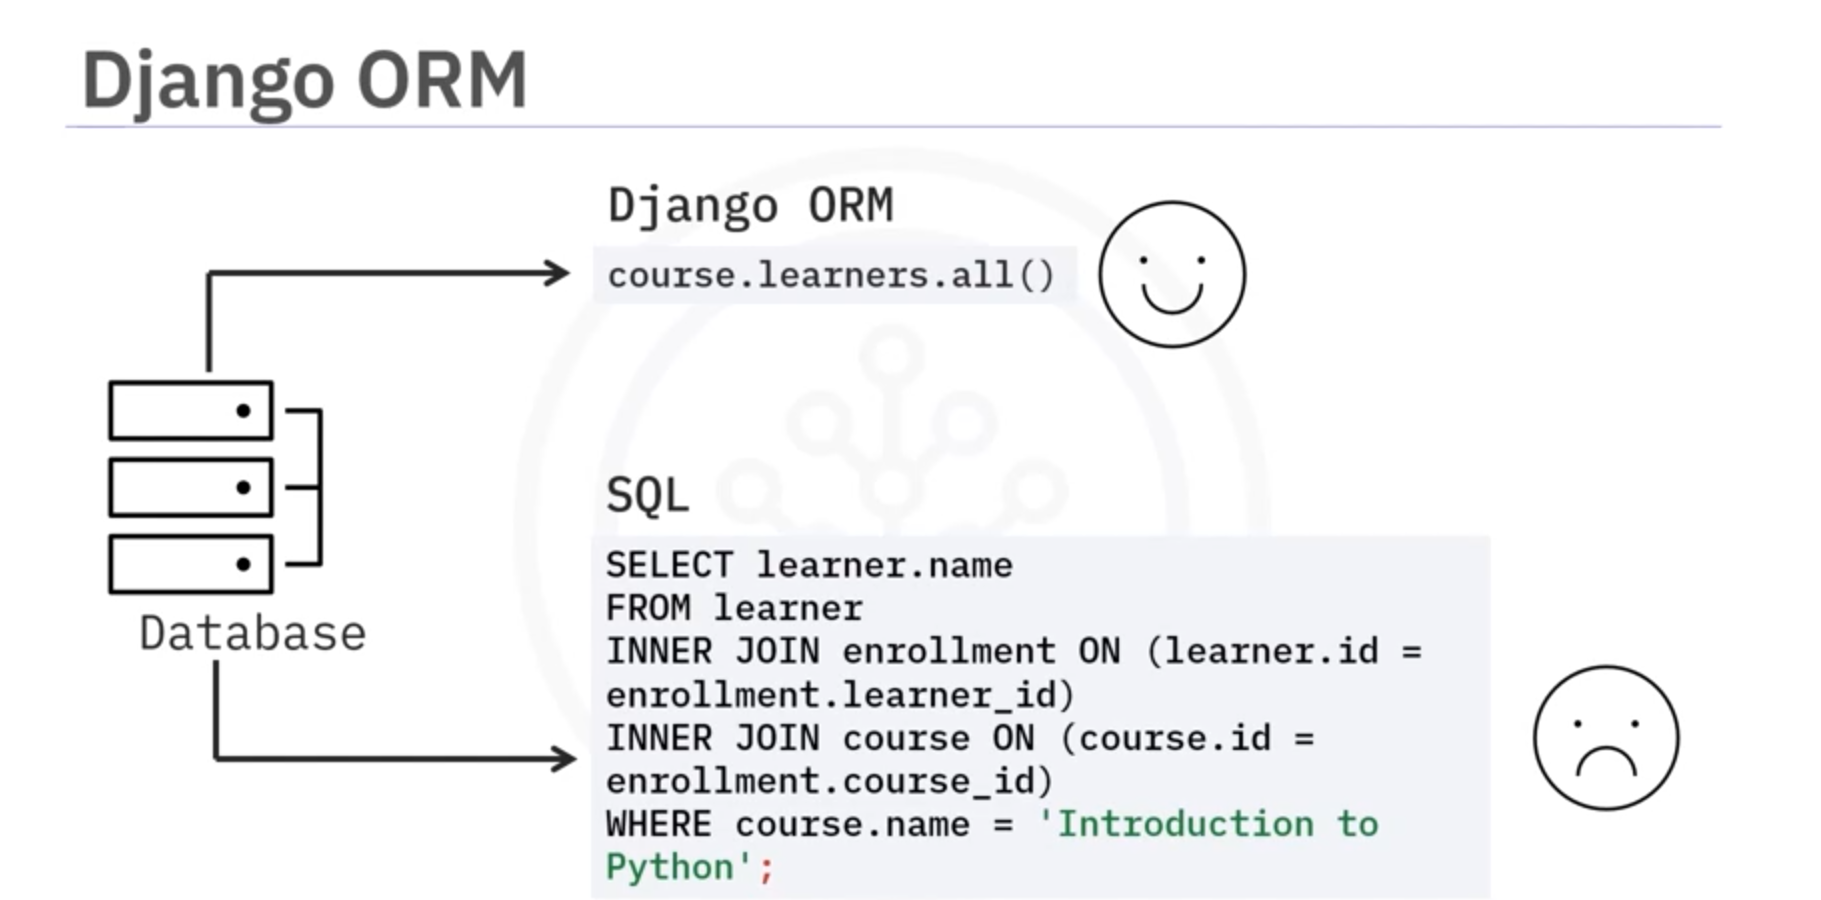 Django ORM
Django ORM
course.learners.all()
Database
SQL
SELECT learner.name
FROM learner
INNER JOIN enrollment ON (learner.id =
enrollment.learner_id)
INNER JOIN course ON (course.id =
enrollment.course_id)
WHERE course.name = 'Introduction to
Python';